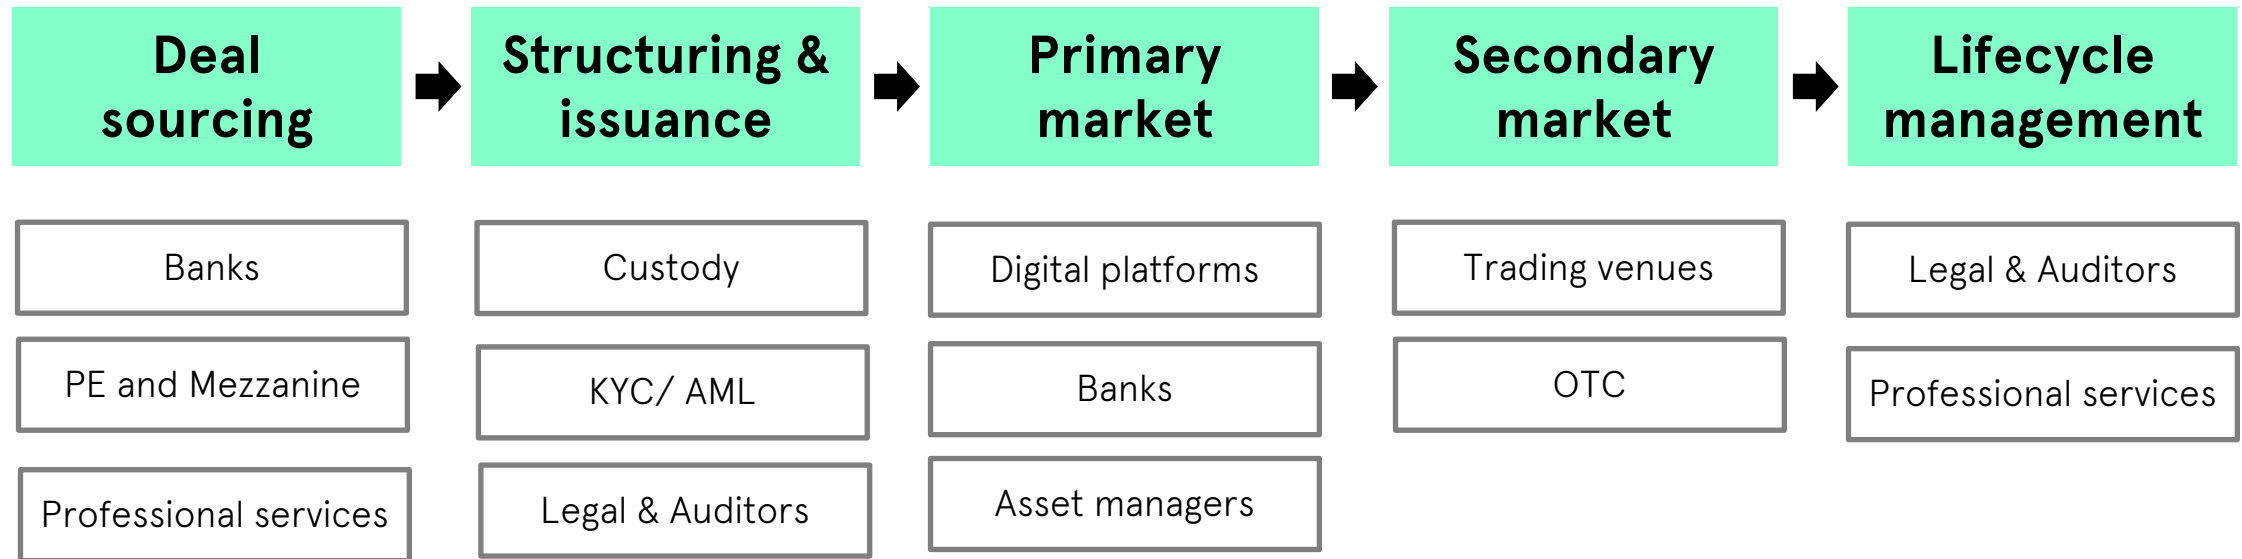 Deal
sourcing
Structuring &
issuance
Primary
market
Secondary
market
Lifecycle
management
Banks
PE and Mezzanine
Professional services
Custody
KYC/ AML
Legal & Auditors
Digital platforms
Banks
Asset managers
Trading venues
OTC
Legal & Auditors
Professional services